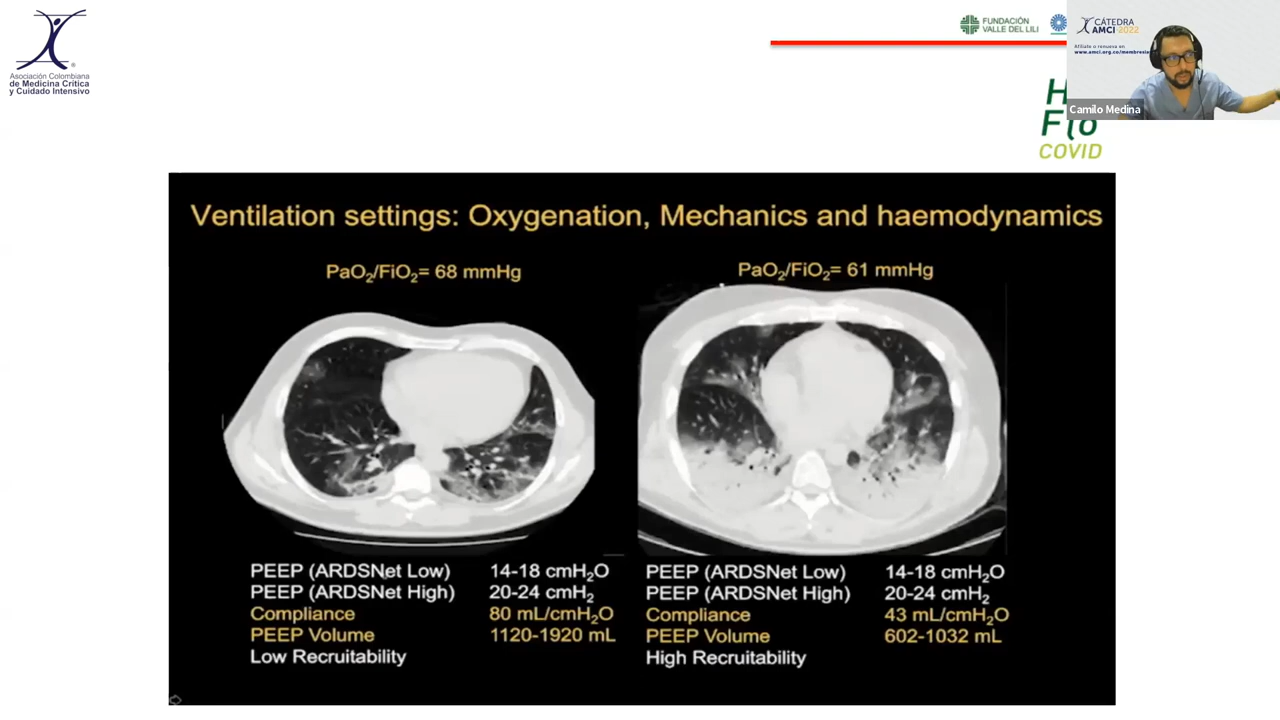 Asociación Colombiana
de Medicina Crítica
y Cuidado Intensivo
FUNDACIÓN
VALLE DEL LILI
CÁTEDRA
AMCI 2022
Afíliate o renueva en
Camilo Medina
COVID
Ventilation settings: Oxygenation, Mechanics and haemodynamics
PaO₂/FiO₂= 68 mmHg
PEEP (ARDSNet Low) 14-18 cmH₂O
PEEP (ARDSNet High) 20-24 cmH₂
Compliance 80 mL/cmH₂O
PEEP Volume 1120-1920 mL
Low Recruitability
PaO₂/FiO₂= 61 mmHg
PEEP (ARDSNet Low) 14-18 cmH₂O
PEEP (ARDSNet High) 20-24 cmH₂
Compliance 43 mL/cmH₂O
PEEP Volume 602-1032 mL
High Recruitability